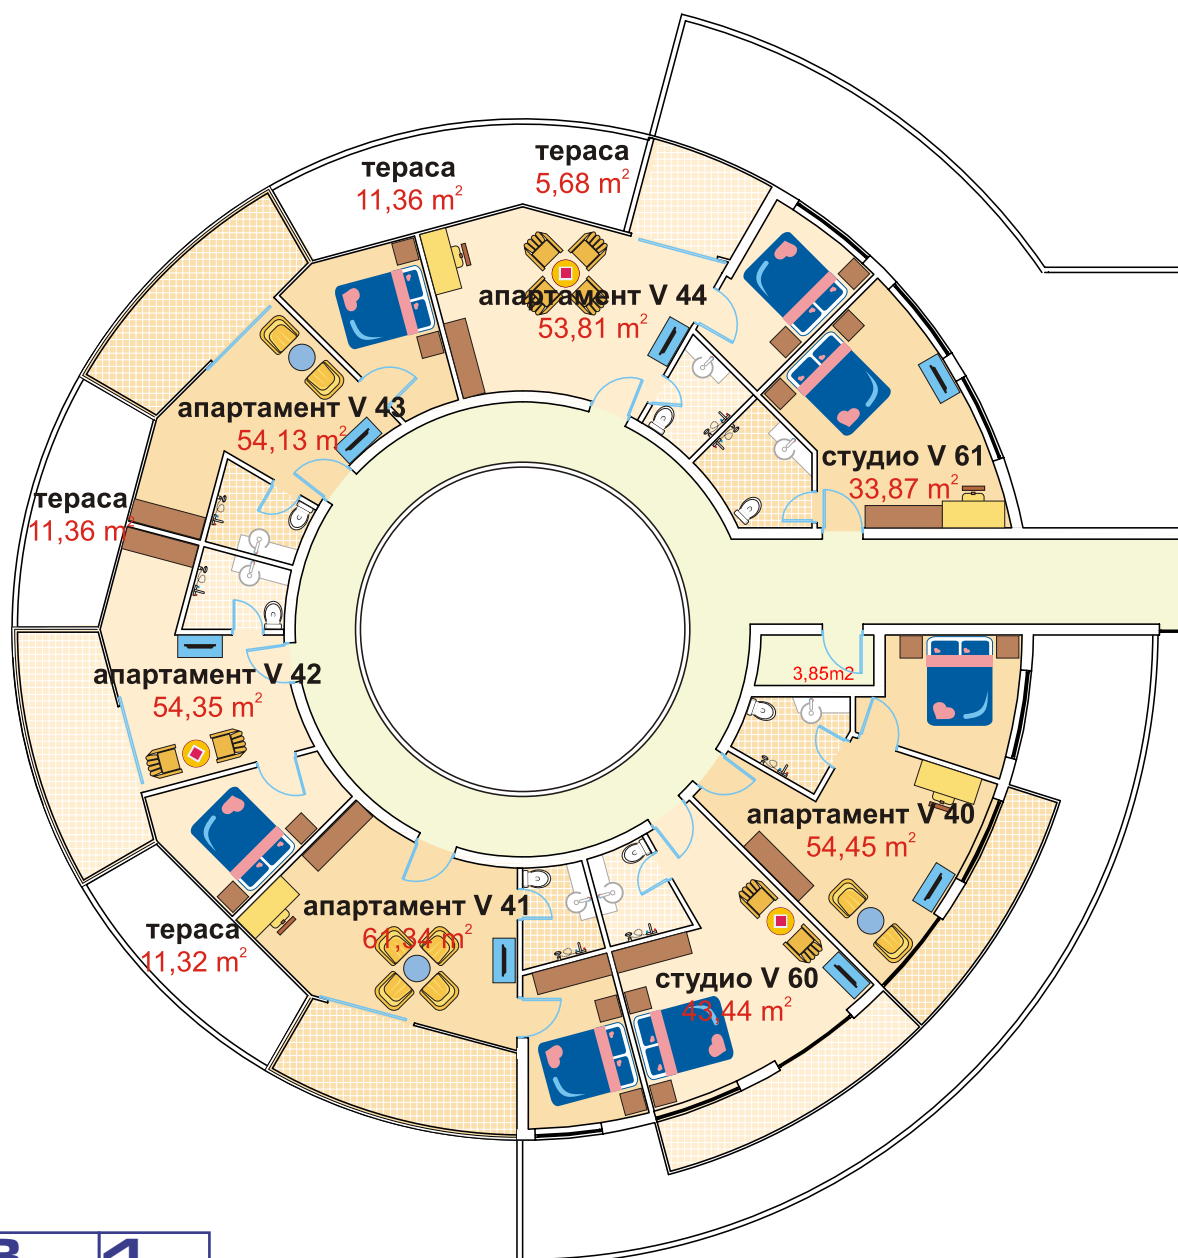 тераса
5,68 m²
тераса
11,36 m²
апартамент V 44
53,81 m²
апартамент V 43
54,13 m²
студио V 61
33,87 m²
тераса
11,36 m²
апартамент V 42
54,35 m²
3,85m2
апартамент V 40
54,45 m²
апартамент V 41
61,34 m²
тераса
11,32 m²
студио V 60
43,44 m²